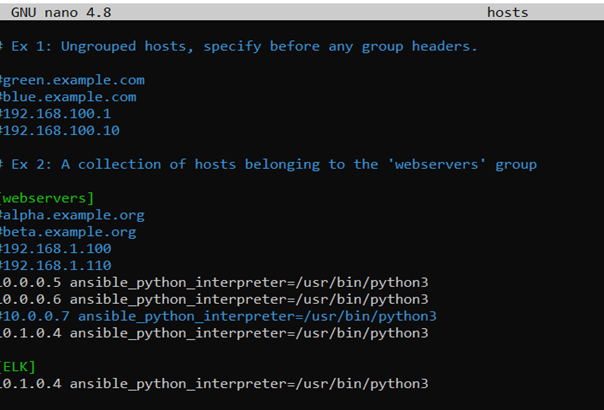 GNU nano 4.8 hosts
# Ex 1: Ungrouped hosts, specify before any group headers.
#green.example.com
#blue.example.com
#192.168.100.1
#192.168.100.10
# Ex 2: A collection of hosts belonging to the 'webservers' group
[webservers]
#alpha.example.org
#beta.example.org
#192.168.1.100
#192.168.1.110
10.0.0.5 ansible_python_interpreter=/usr/bin/python3
10.0.0.6 ansible_python_interpreter=/usr/bin/python3
#10.0.0.7 ansible_python_interpreter=/usr/bin/python3
10.1.0.4 ansible_python_interpreter=/usr/bin/python3
[ELK]
10.1.0.4 ansible_python_interpreter=/usr/bin/python3